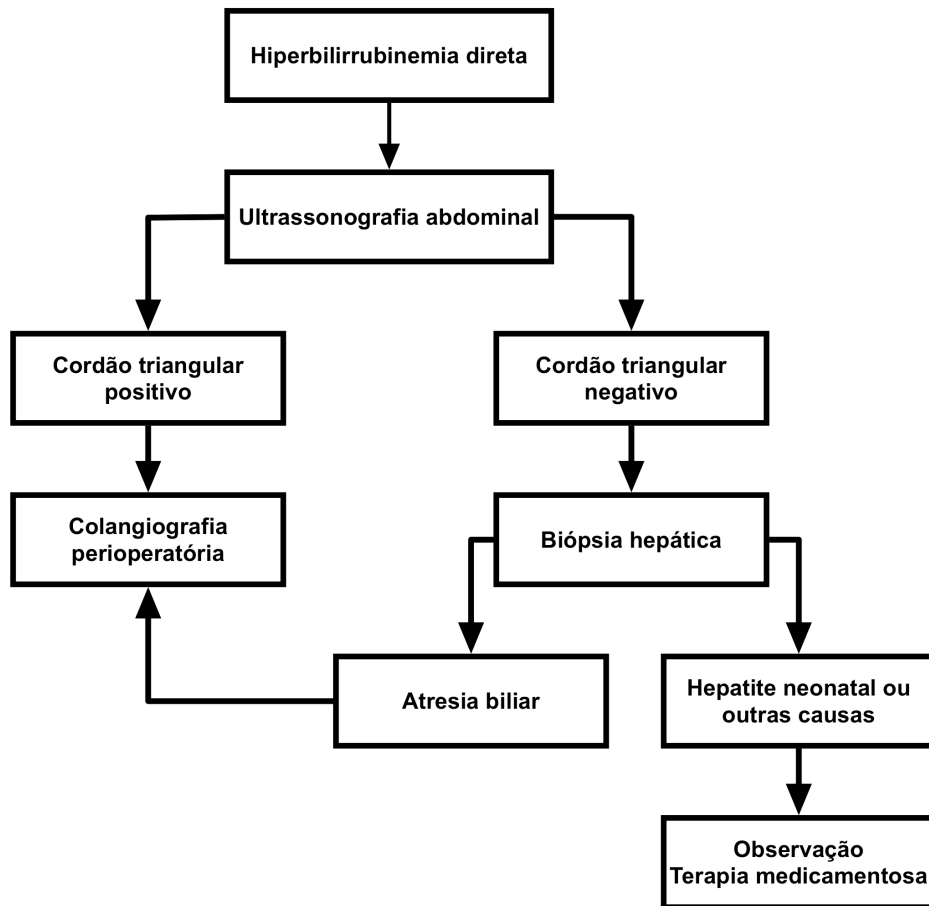 Hiperbilirrubinemia direta
Ultrassonografia abdominal
Cordão triangular
positivo
Cordão triangular
negativo
Colangiografia
perioperatória
Biópsia hepática
Atresia biliar
Hepatite neonatal ou
outras causas
Observação
Terapia medicamentosa